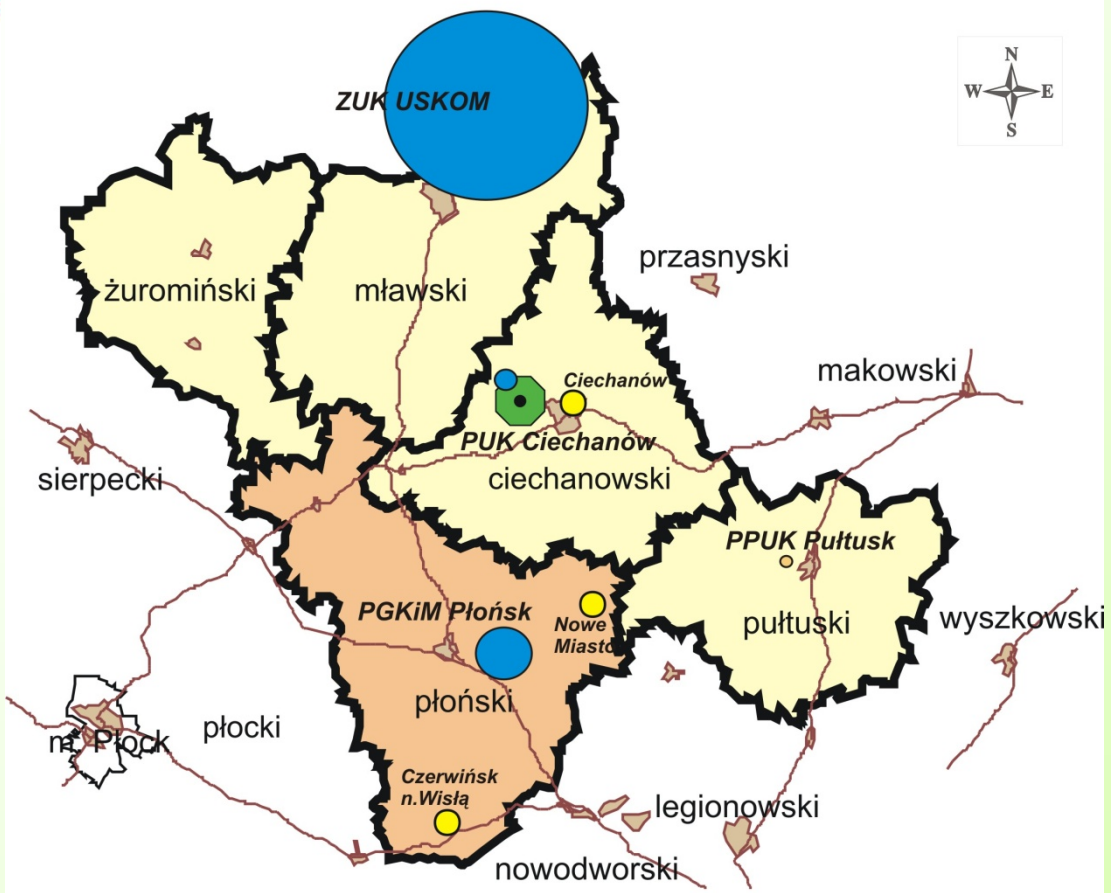 ZUK USKOM
N
W E
S
przasnyski
żuromiński
mławski
makowski
Ciechanów
PUK Ciechanów
ciechanowski
sierpecki
PPUK Pułtusk
PGKiM Płońsk
Nowe
Miasto
pułtuski
wyszkowski
płoński
płocki
m. Płock
Czerwińsk
n.Wisłą
legionowski
nowodworski